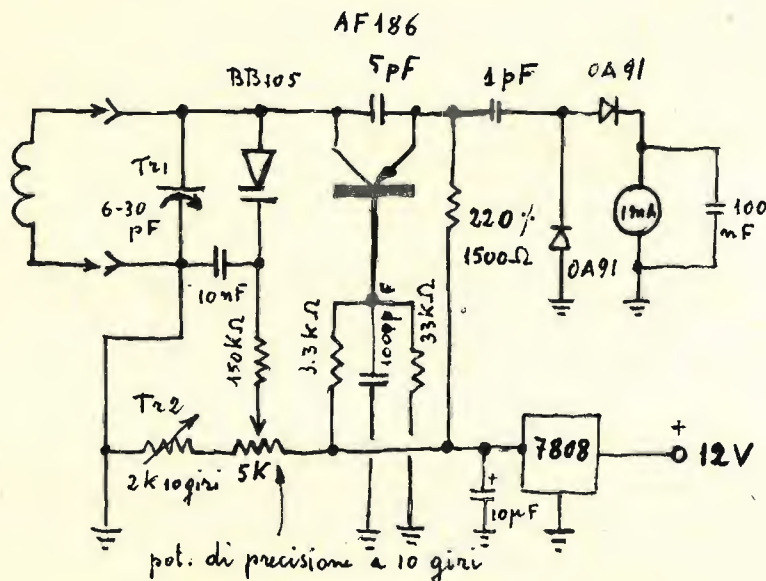 AF186
5pF
1pF
OA91
BB105
Tr1
6-30
pF
10nF
220÷
1500Ω
OA91
1mA
100
nF
150KΩ
3.3KΩ
33KΩ
Tr2
2K 10giri
5K
7808
+
12V
+
10µF
pot. di precisione a 10 giri